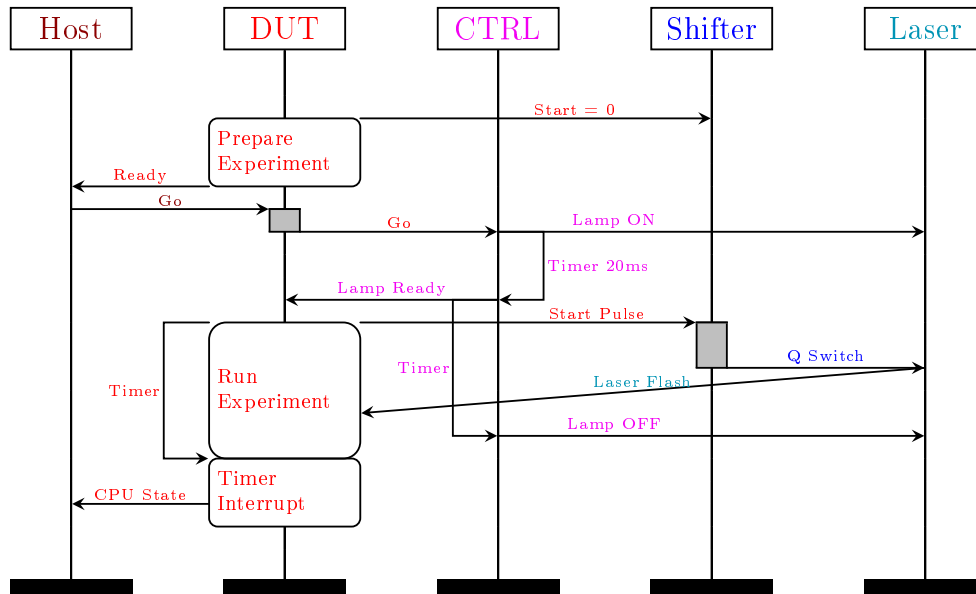 Host
DUT
CTRL
Shifter
Laser
Start = 0
Prepare
Experiment
Ready
Go
Go
Lamp ON
Timer 20ms
Lamp Ready
Start Pulse
Q Switch
Timer
Laser Flash
Run
Experiment
Timer
Lamp OFF
Timer
Interrupt
CPU State